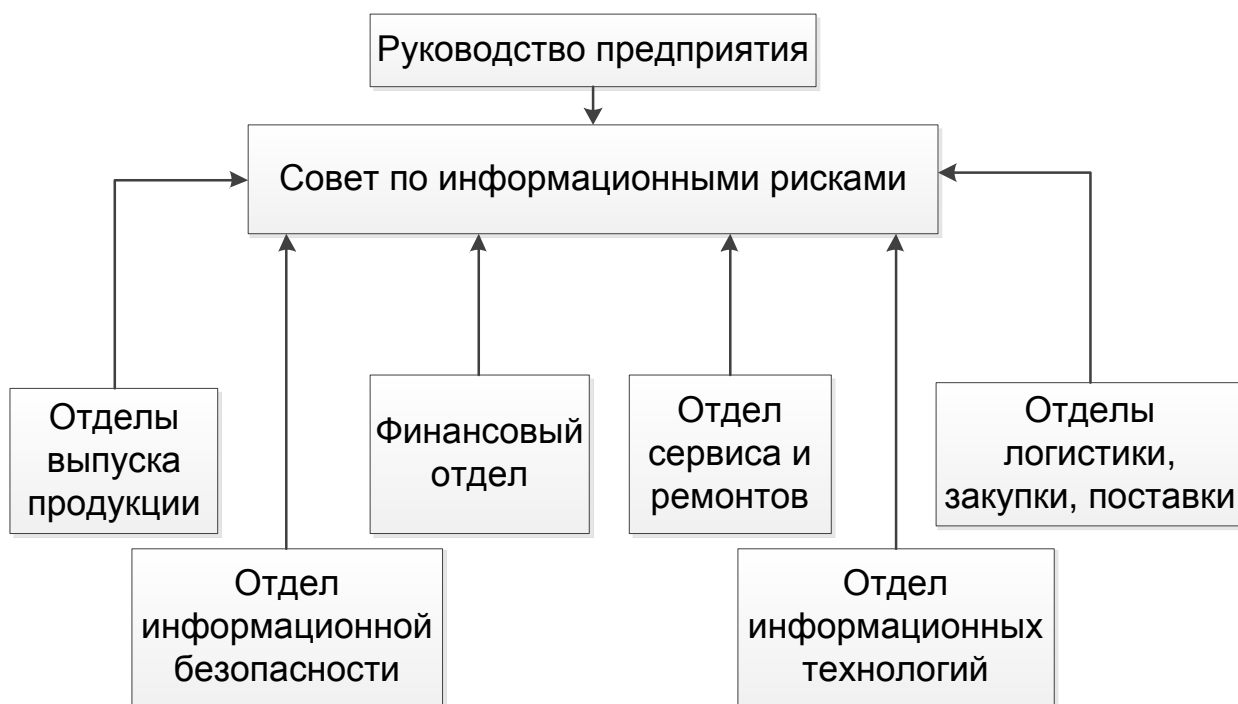 Руководство предприятия
Совет по информационными рисками
Отделы
выпуска
продукции
Финансовый
отдел
Отдел
сервиса и
ремонтов
Отделы
логистики,
закупки, поставки
Отдел
информационной
безопасности
Отдел
информационных
технологий